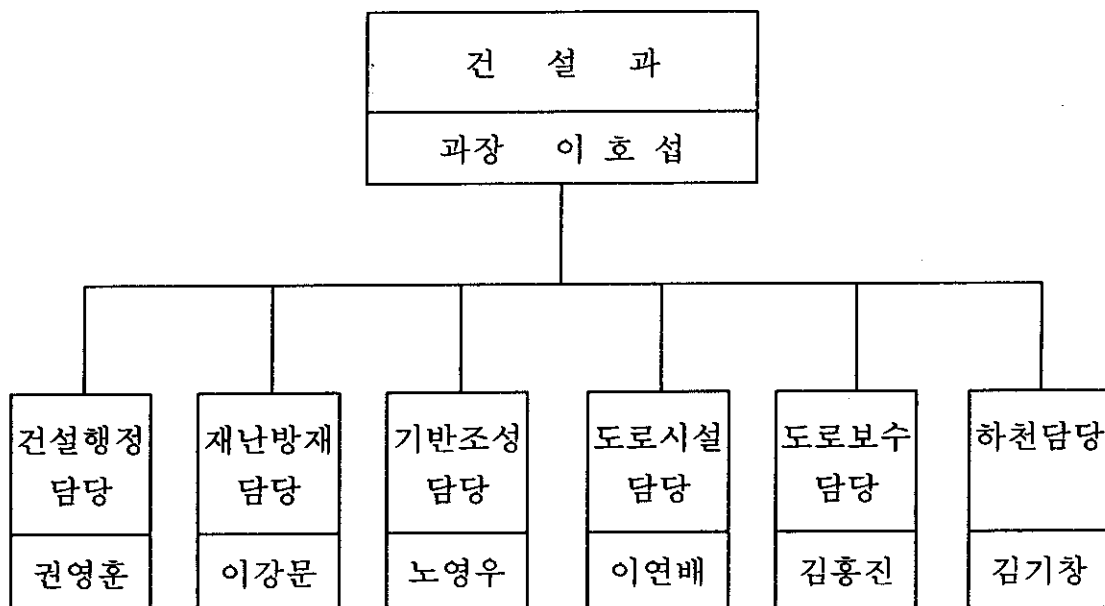 건 설 과
과장 이 호 섭
건설행정
담당
권영훈
재난방재
담당
이강문
기반조성
담당
노영우
도로시설
담당
이연배
도로보수
담당
김홍진
하천담당
김기창